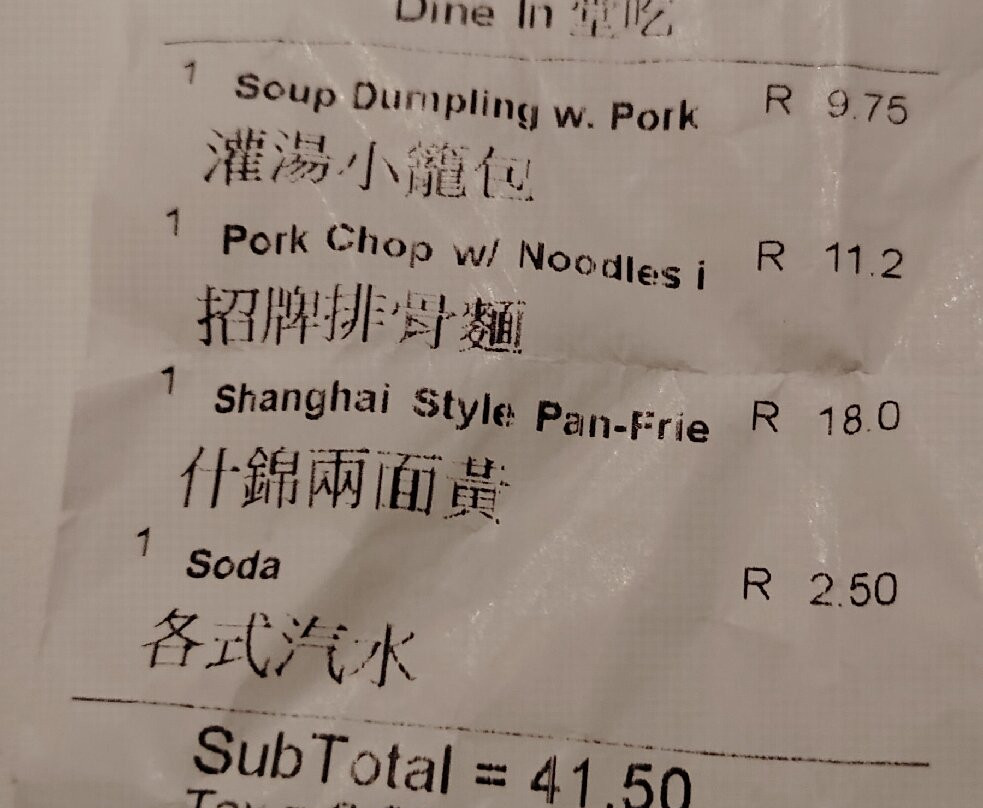 Dine In 堂吃
1 Soup Dumpling w. Pork R 9.75
灌湯小籠包
1 Pork Chop w/ Noodles i R 11.2
招牌排骨麵
1 Shanghai Style Pan-Frie R 18.0
什錦兩面黃
1 Soda R 2.50
各式汽水
SubTotal = 41.50